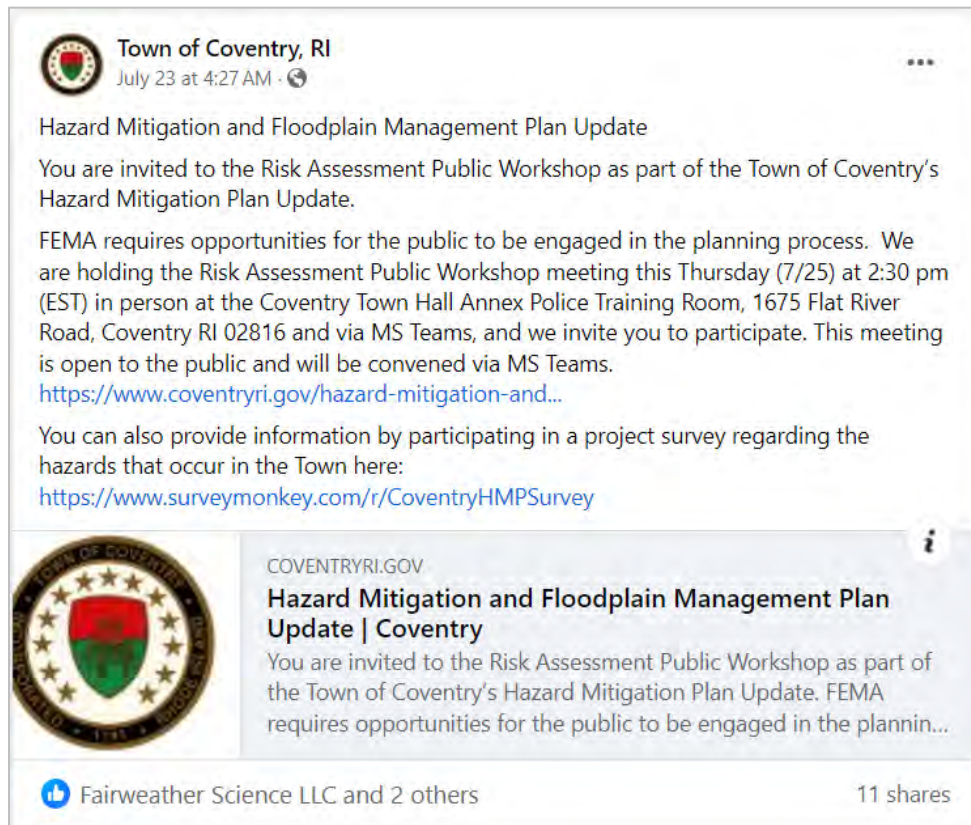 Town of Coventry, RI
July 23 at 4:27 AM ·
Hazard Mitigation and Floodplain Management Plan Update
You are invited to the Risk Assessment Public Workshop as part of the Town of Coventry's
Hazard Mitigation Plan Update.
FEMA requires opportunities for the public to be engaged in the planning process.  We
are holding the Risk Assessment Public Workshop meeting this Thursday (7/25) at 2:30 pm
(EST) in person at the Coventry Town Hall Annex Police Training Room, 1675 Flat River
Road, Coventry RI 02816 and via MS Teams, and we invite you to participate. This meeting
is open to the public and will be convened via MS Teams.
https://www.coventryri.gov/hazard-mitigation-and...
You can also provide information by participating in a project survey regarding the
hazards that occur in the Town here:
https://www.surveymonkey.com/r/CoventryHMPSurvey
TOWN OF COVENTRY
RHODE ISLAND
1741
COVENTRYRI.GOV
Hazard Mitigation and Floodplain Management Plan
Update | Coventry
You are invited to the Risk Assessment Public Workshop as part of
the Town of Coventry's Hazard Mitigation Plan Update. FEMA
requires opportunities for the public to be engaged in the plannin...
Fairweather Science LLC and 2 others
11 shares